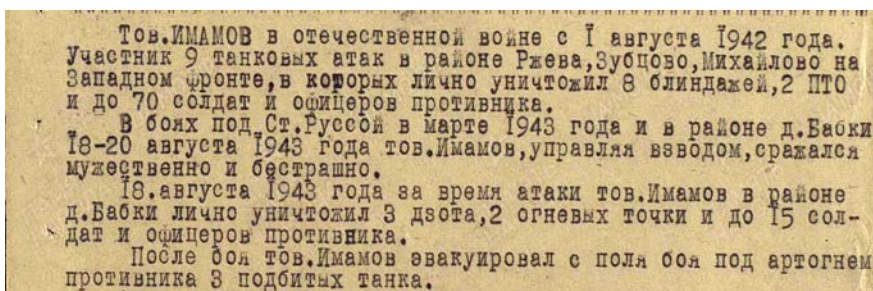 Тов.ИМАМОВ в отечественной войне с I августа I942 года.
Участник 9 танковых атак в районе Ржева,Зубцово,Михайлово на
Западном фронте,в которых лично уничтожил 8 блиндажей,2 ПТО
и до 70 солдат и офицеров противника.
В боях под Ст.Руссой в марте I943 года и в районе д.Бабки
I8-20 августа I943 года тов.Имамов,управляя взводом,сражался
мужественно и бестрашно.
I8.августа I943 года за время атаки тов.Имамов в районе
д.Бабки лично уничтожил 3 дзота,2 огневых точки и до I5 сол-
дат и офицеров противника.
После боя тов.Имамов эвакуировал с поля боя под артогнем
противника 3 подбитых танка.